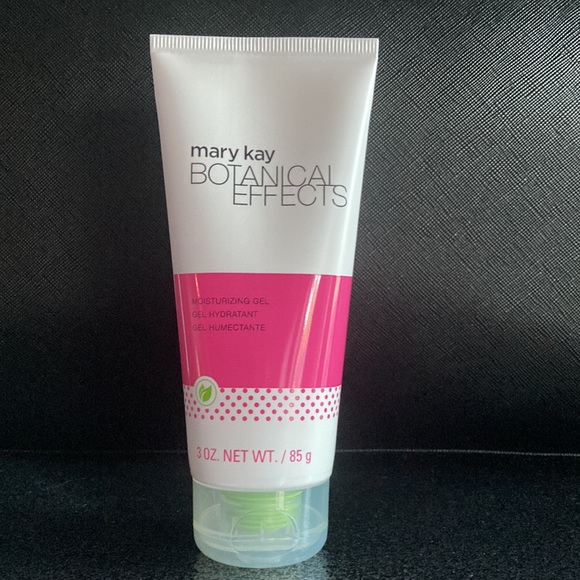 mary kay
BOTANICAL
EFFECTS
MOISTURIZING GEL
GEL HYDRATANT
GEL HUMECTANTE
3 OZ. NET WT. / 85 g